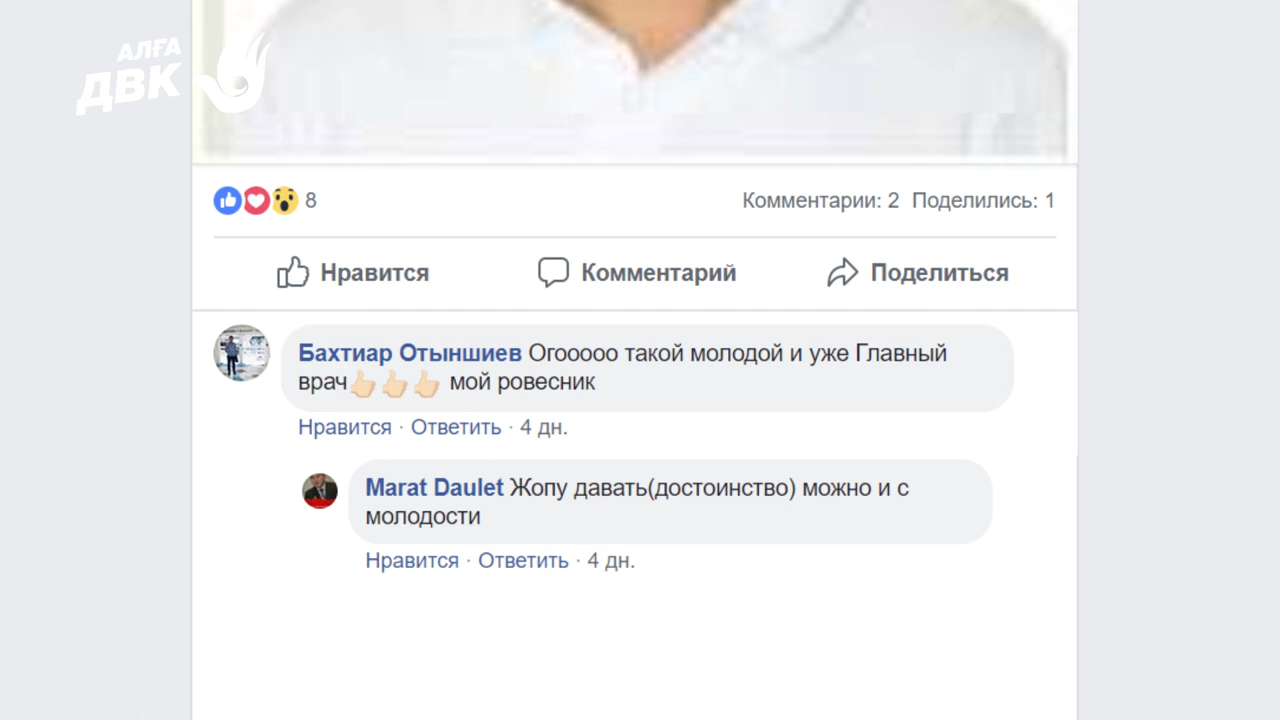 АЛҒА
ДВК
8
Комментарии: 2 Поделились: 1
Нравится Комментарий Поделиться
Бахтиар Отыншиев Огооооо такой молодой и уже Главный
врач👍🏻👍🏻👍🏻 мой ровесник
Нравится · Ответить · 4 дн.
Marat Daulet Жопу давать(достоинство) можно и с
молодости
Нравится · Ответить · 4 дн.